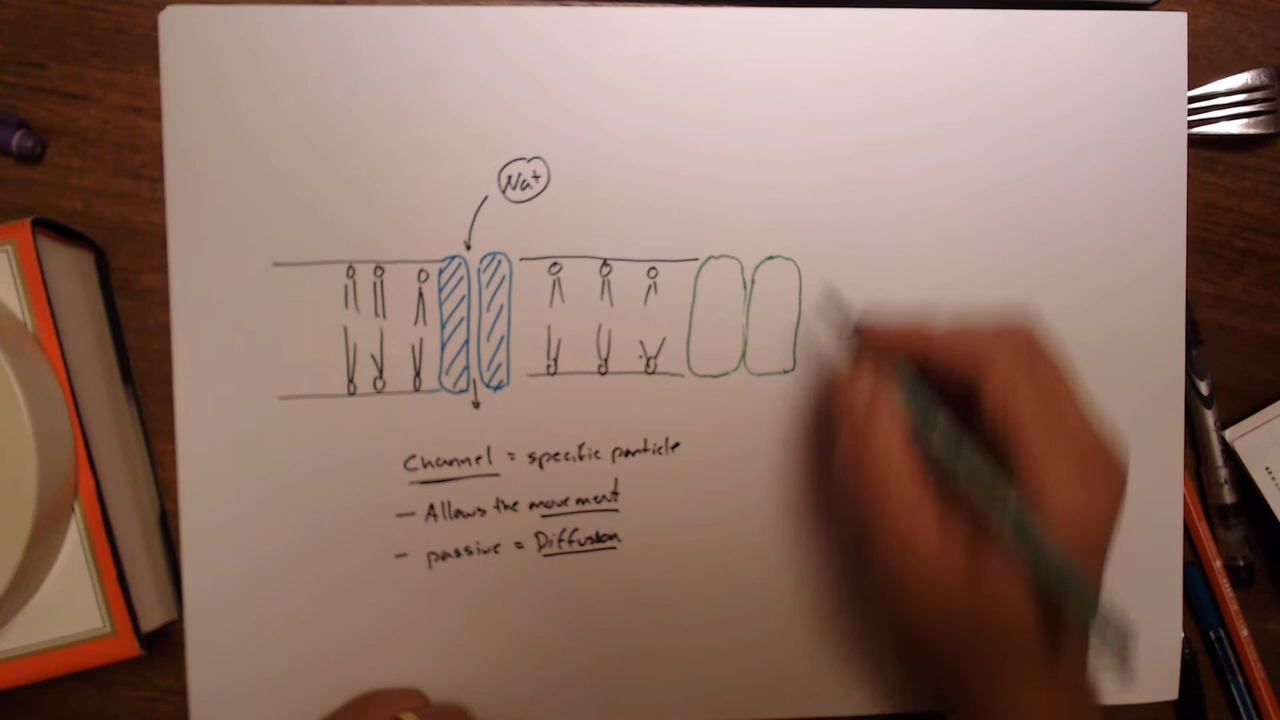 Na+
Channel = specific particle
- Allows the movement
- passive = Diffusion